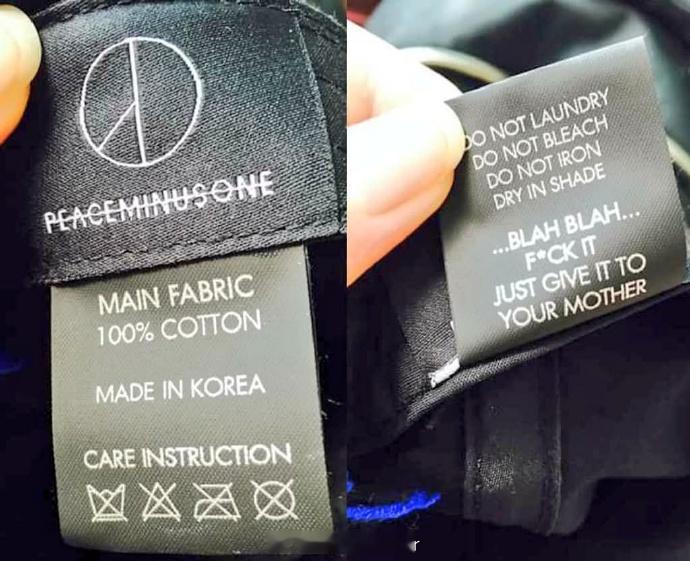 PEACEMINUSONE
MAIN FABRIC
100% COTTON
MADE IN KOREA
CARE INSTRUCTION
DO NOT LAUNDRY
DO NOT BLEACH
DO NOT IRON
DRY IN SHADE
...BLAH BLAH...
F*CK IT
JUST GIVE IT TO
YOUR MOTHER